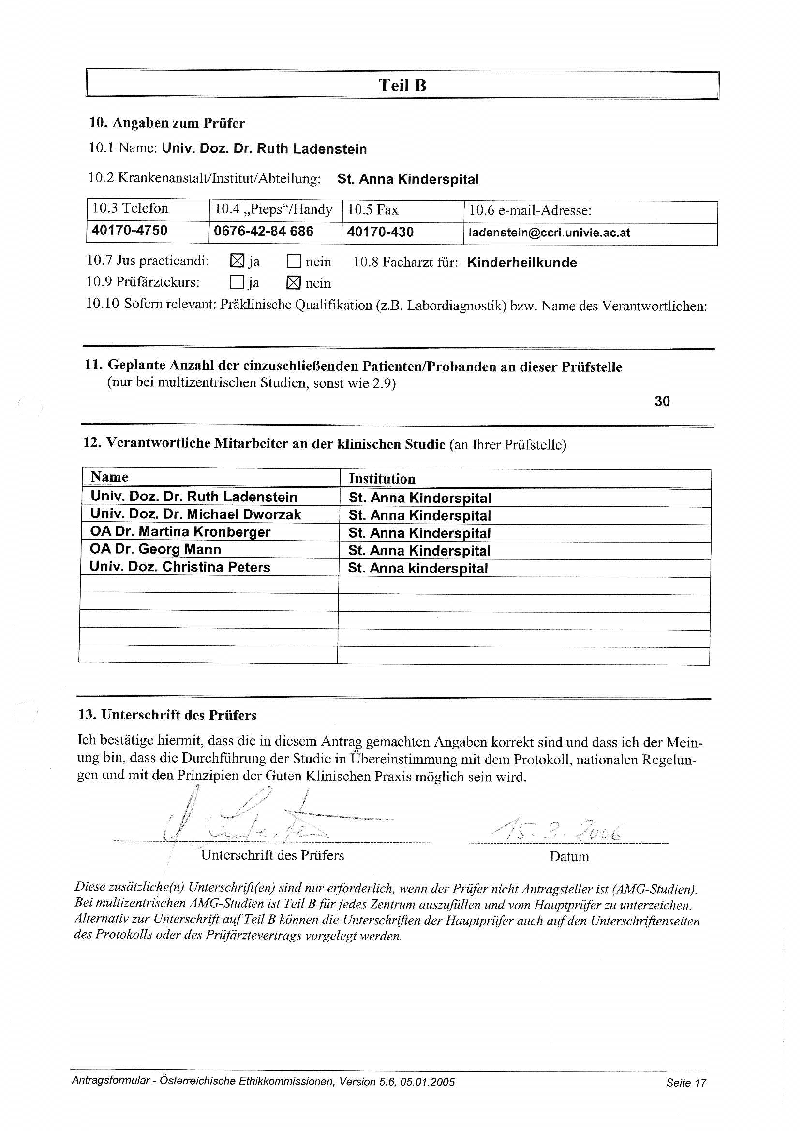 Teil B
10. Angaben zum Prüfer
10.1 Name: Univ. Doz. Dr. Ruth Ladenstein
10.2 Krankenanstalt/Institut/Abteilung: St. Anna Kinderspital
10.3 Telefon 10.4 „Pieps“/Handy 10.5 Fax 10.6 e-mail-Adresse:
40170-4750 0676-42-84 686 40170-430 ladenstein@ccri.univie.ac.at
10.7 Jus practicandi: ☒ ja ☐ nein 10.8 Facharzt für: Kinderheilkunde
10.9 Prüfärztekurs: ☐ ja ☒ nein
10.10 Sofern relevant: Präklinische Qualifikation (z.B. Labordiagnostik) bzw. Name des Verantwortlichen:
11. Geplante Anzahl der einzuschließenden Patienten/Probanden an dieser Prüfstelle
(nur bei multizentrischen Studien, sonst wie 2.9)
30
12. Verantwortliche Mitarbeiter an der klinischen Studie (an Ihrer Prüfstelle)
Name Institution
Univ. Doz. Dr. Ruth Ladenstein St. Anna Kinderspital
Univ. Doz. Dr. Michael Dworzak St. Anna Kinderspital
OA Dr. Martina Kronberger St. Anna Kinderspital
OA Dr. Georg Mann St. Anna Kinderspital
Univ. Doz. Christina Peters St. Anna kinderspital
13. Unterschrift des Prüfers
Ich bestätige hiermit, dass die in diesem Antrag gemachten Angaben korrekt sind und dass ich der Mein-
ung bin, dass die Durchführung der Studie in Übereinstimmung mit dem Protokoll, nationalen Regelun-
gen und mit den Prinzipien der Guten Klinischen Praxis möglich sein wird.
15. 3. 2006
Unterschrift des Prüfers Datum
Diese zusätzliche(n) Unterschrift(en) sind nur erforderlich, wenn der Prüfer nicht Antragsteller ist (AMG-Studien).
Bei multizentrischen AMG-Studien ist Teil B für jedes Zentrum auszufüllen und vom Hauptprüfer zu unterzeichen.
Alternativ zur Unterschrift auf Teil B können die Unterschriften der Hauptprüfer auch auf den Unterschriftenseiten
des Protokolls oder des Prüfärztevertrags vorgelegt werden.
Antragsformular - Österreichische Ethikkommissionen, Version 5.6, 05.01.2005 Seite 17